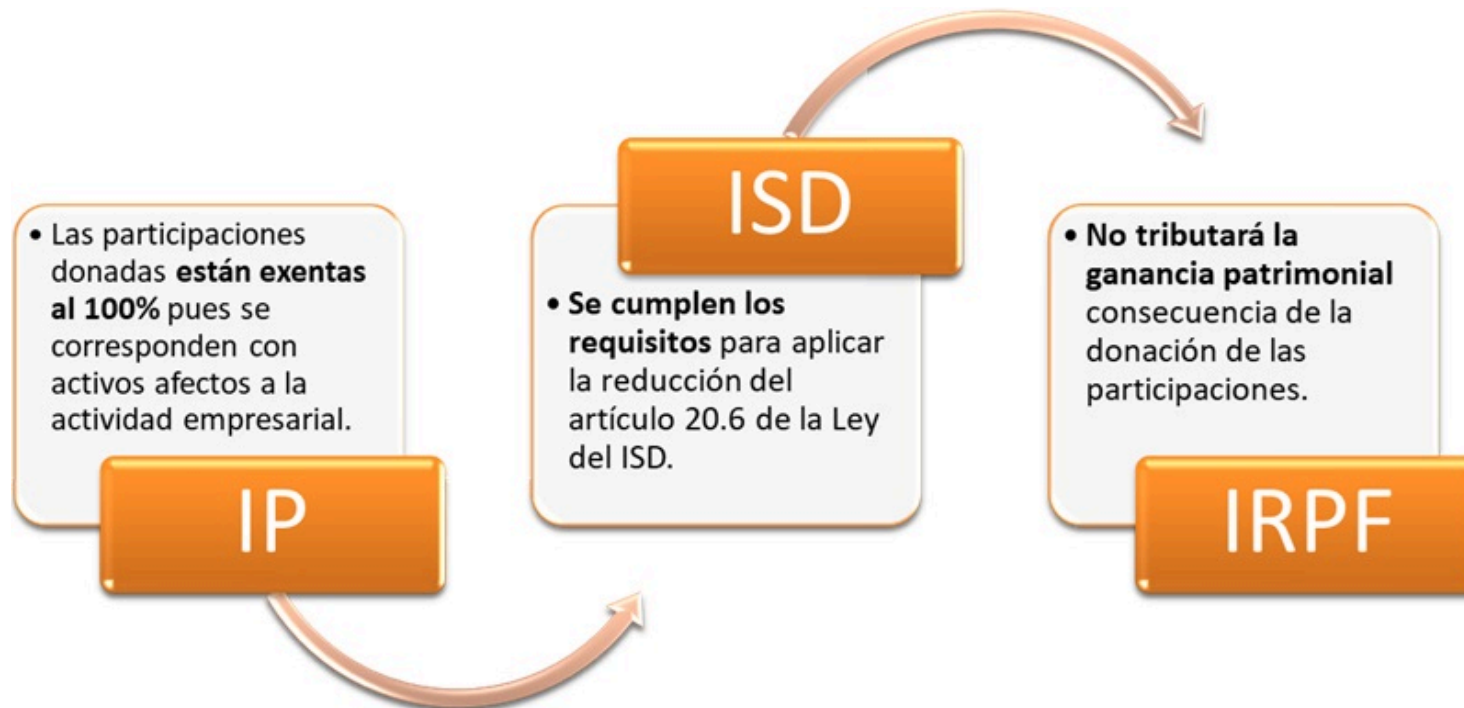 • Las participaciones
donadas están exentas
al 100% pues se
corresponden con
activos afectos a la
actividad empresarial.
IP
ISD
• Se cumplen los
requisitos para aplicar
la reducción del
artículo 20.6 de la Ley
del ISD.
• No tributará la
ganancia patrimonial
consecuencia de la
donación de las
participaciones.
IRPF